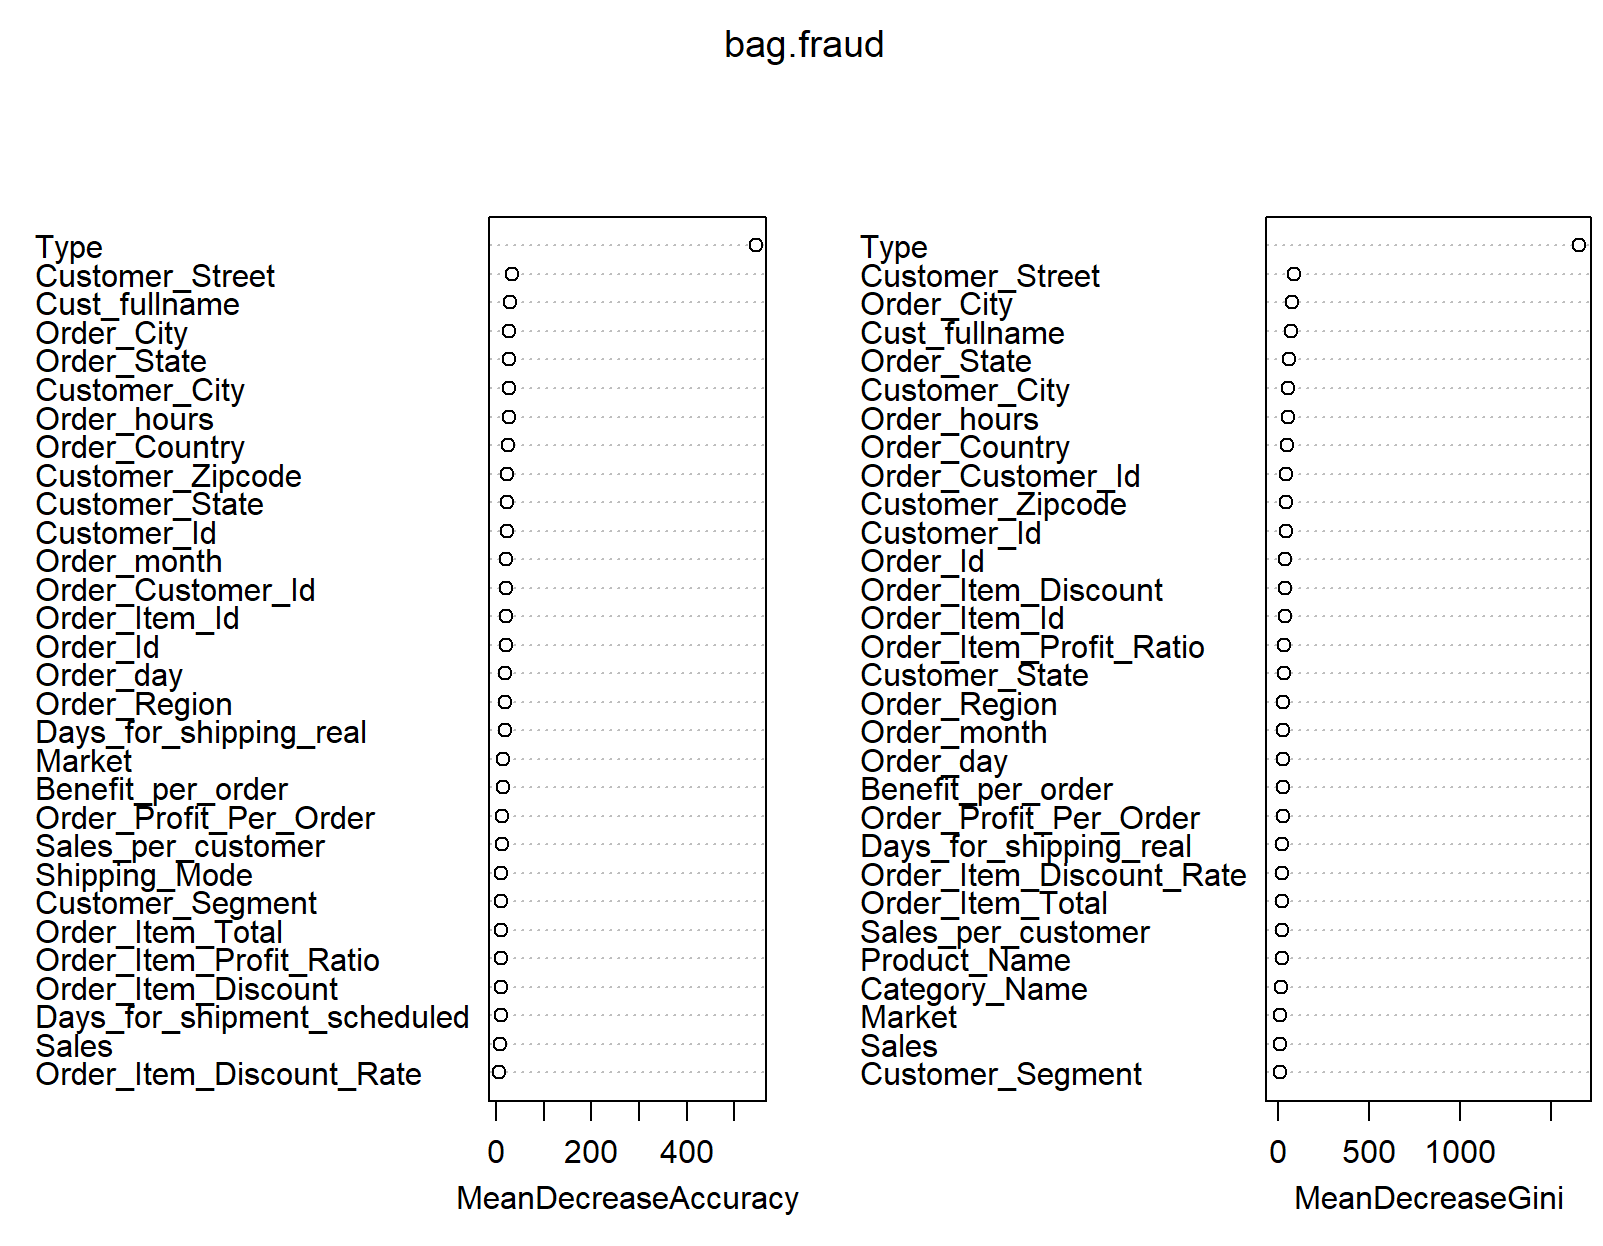 bag.fraud
Type
Customer_Street
Cust_fullname
Order_City
Order_State
Customer_City
Order_hours
Order_Country
Customer_Zipcode
Customer_State
Customer_Id
Order_month
Order_Customer_Id
Order_Item_Id
Order_Id
Order_day
Order_Region
Days_for_shipping_real
Market
Benefit_per_order
Order_Profit_Per_Order
Sales_per_customer
Shipping_Mode
Customer_Segment
Order_Item_Total
Order_Item_Profit_Ratio
Order_Item_Discount
Days_for_shipment_scheduled
Sales
Order_Item_Discount_Rate
0 200 400
MeanDecreaseAccuracy
Type
Customer_Street
Order_City
Cust_fullname
Order_State
Customer_City
Order_hours
Order_Country
Order_Customer_Id
Customer_Zipcode
Customer_Id
Order_Id
Order_Item_Discount
Order_Item_Id
Order_Item_Profit_Ratio
Customer_State
Order_Region
Order_month
Order_day
Benefit_per_order
Order_Profit_Per_Order
Days_for_shipping_real
Order_Item_Discount_Rate
Order_Item_Total
Sales_per_customer
Product_Name
Category_Name
Market
Sales
Customer_Segment
0 500 1000
MeanDecreaseGini